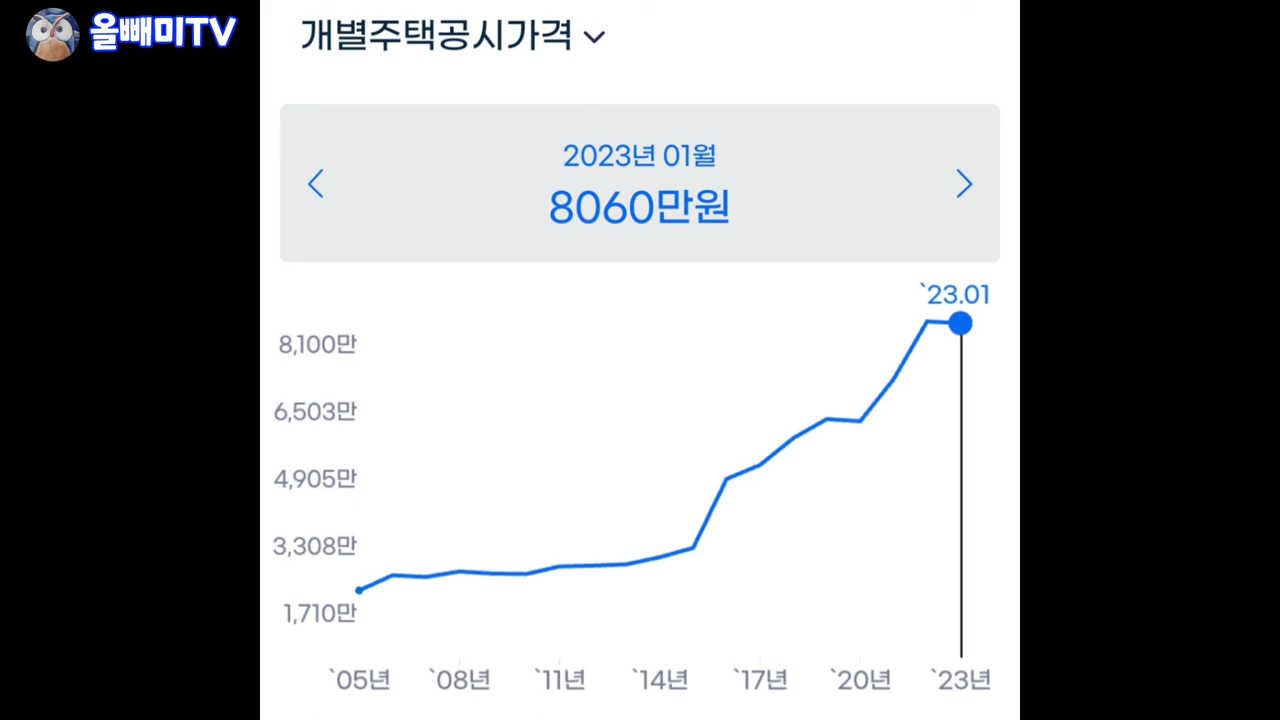 올빼미TV
개별주택공시가격
2023년 01월
8060만원
`23.01
8,100만
6,503만
4,905만
3,308만
1,710만
`05년 `08년 `11년 `14년 `17년 `20년 `23년